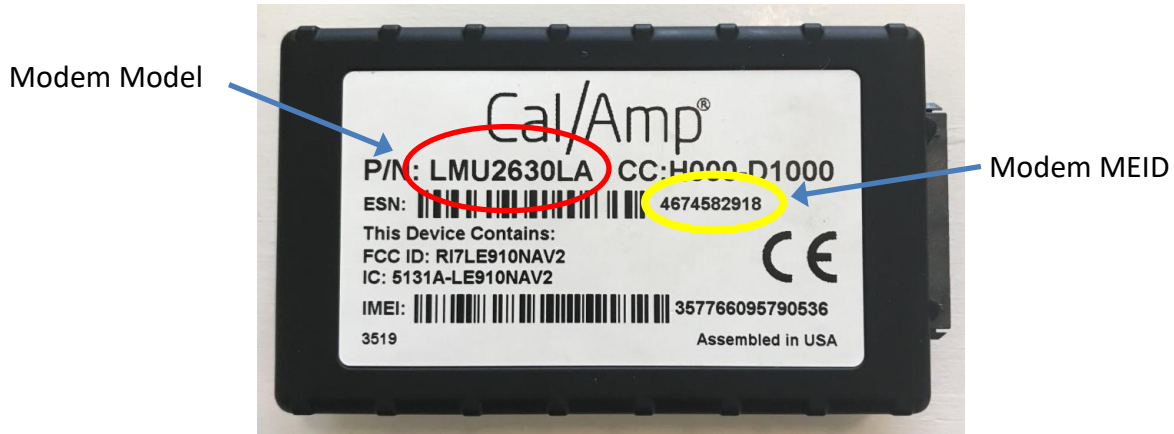 Modem Model
Cal/Amp®
P/N: LMU2630LA CC:H000-D1000
Modem MEID
ESN: 4674582918
This Device Contains:
FCC ID: RI7LE910NAV2
IC: 5131A-LE910NAV2
CE
IMEI: 357766095790536
3519 Assembled in USA